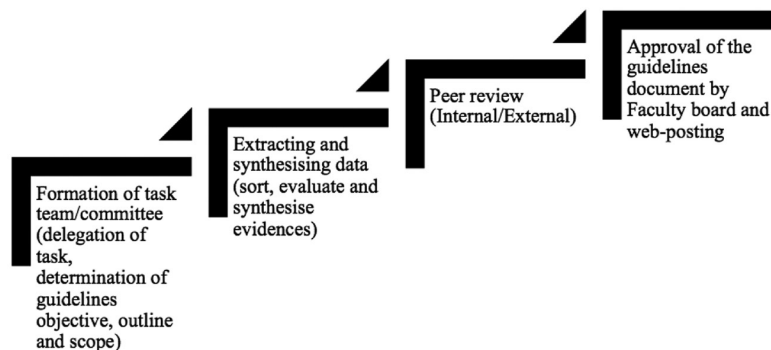 Formation of task
team/committee
(delegation of
task,
determination of
guidelines
objective, outline
and scope)
Extracting and
synthesising data
(sort, evaluate and
synthesise
evidences)
Peer review
(Internal/External)
Approval of the
guidelines
document by
Faculty board and
web-posting